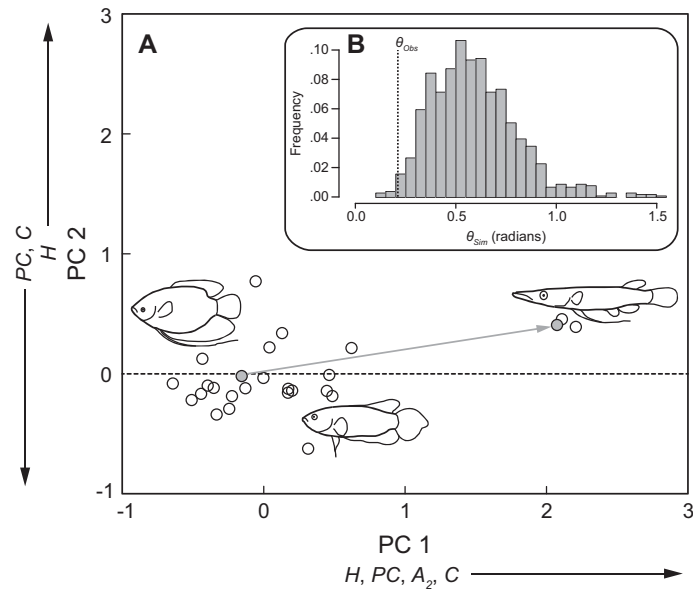 3
2
1
0
-1
-1
0
1
2
3
A
B
.10
.08
.06
.04
.02
.00
Frequency
θObs
0.0
0.5
1.0
1.5
θSim (radians)
PC 2
H
PC, C
PC 1
H, PC, A2, C